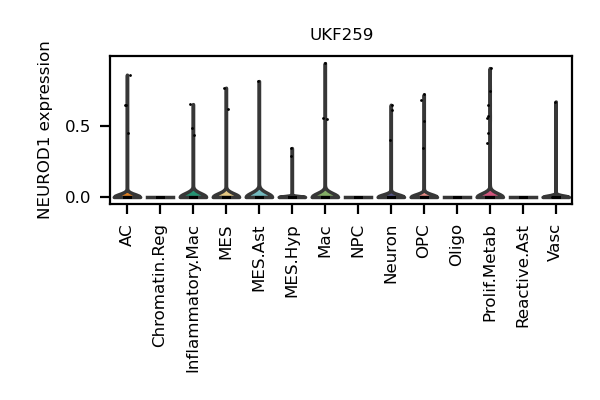 UKF259
NEUROD1 expression
0.5
0.0
AC
Chromatin.Reg
Inflammatory.Mac
MES
MES.Ast
MES.Hyp
Mac
NPC
Neuron
OPC
Oligo
Prolif.Metab
Reactive.Ast
Vasc